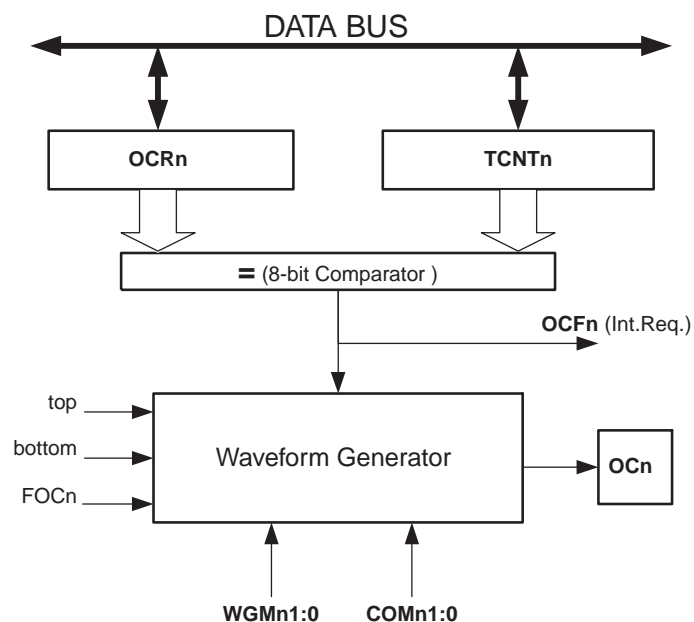 DATA BUS
OCRn
TCNTn
= (8-bit Comparator )
OCFn (Int.Req.)
top
bottom
FOCn
Waveform Generator
OCn
WGMn1:0
COMn1:0